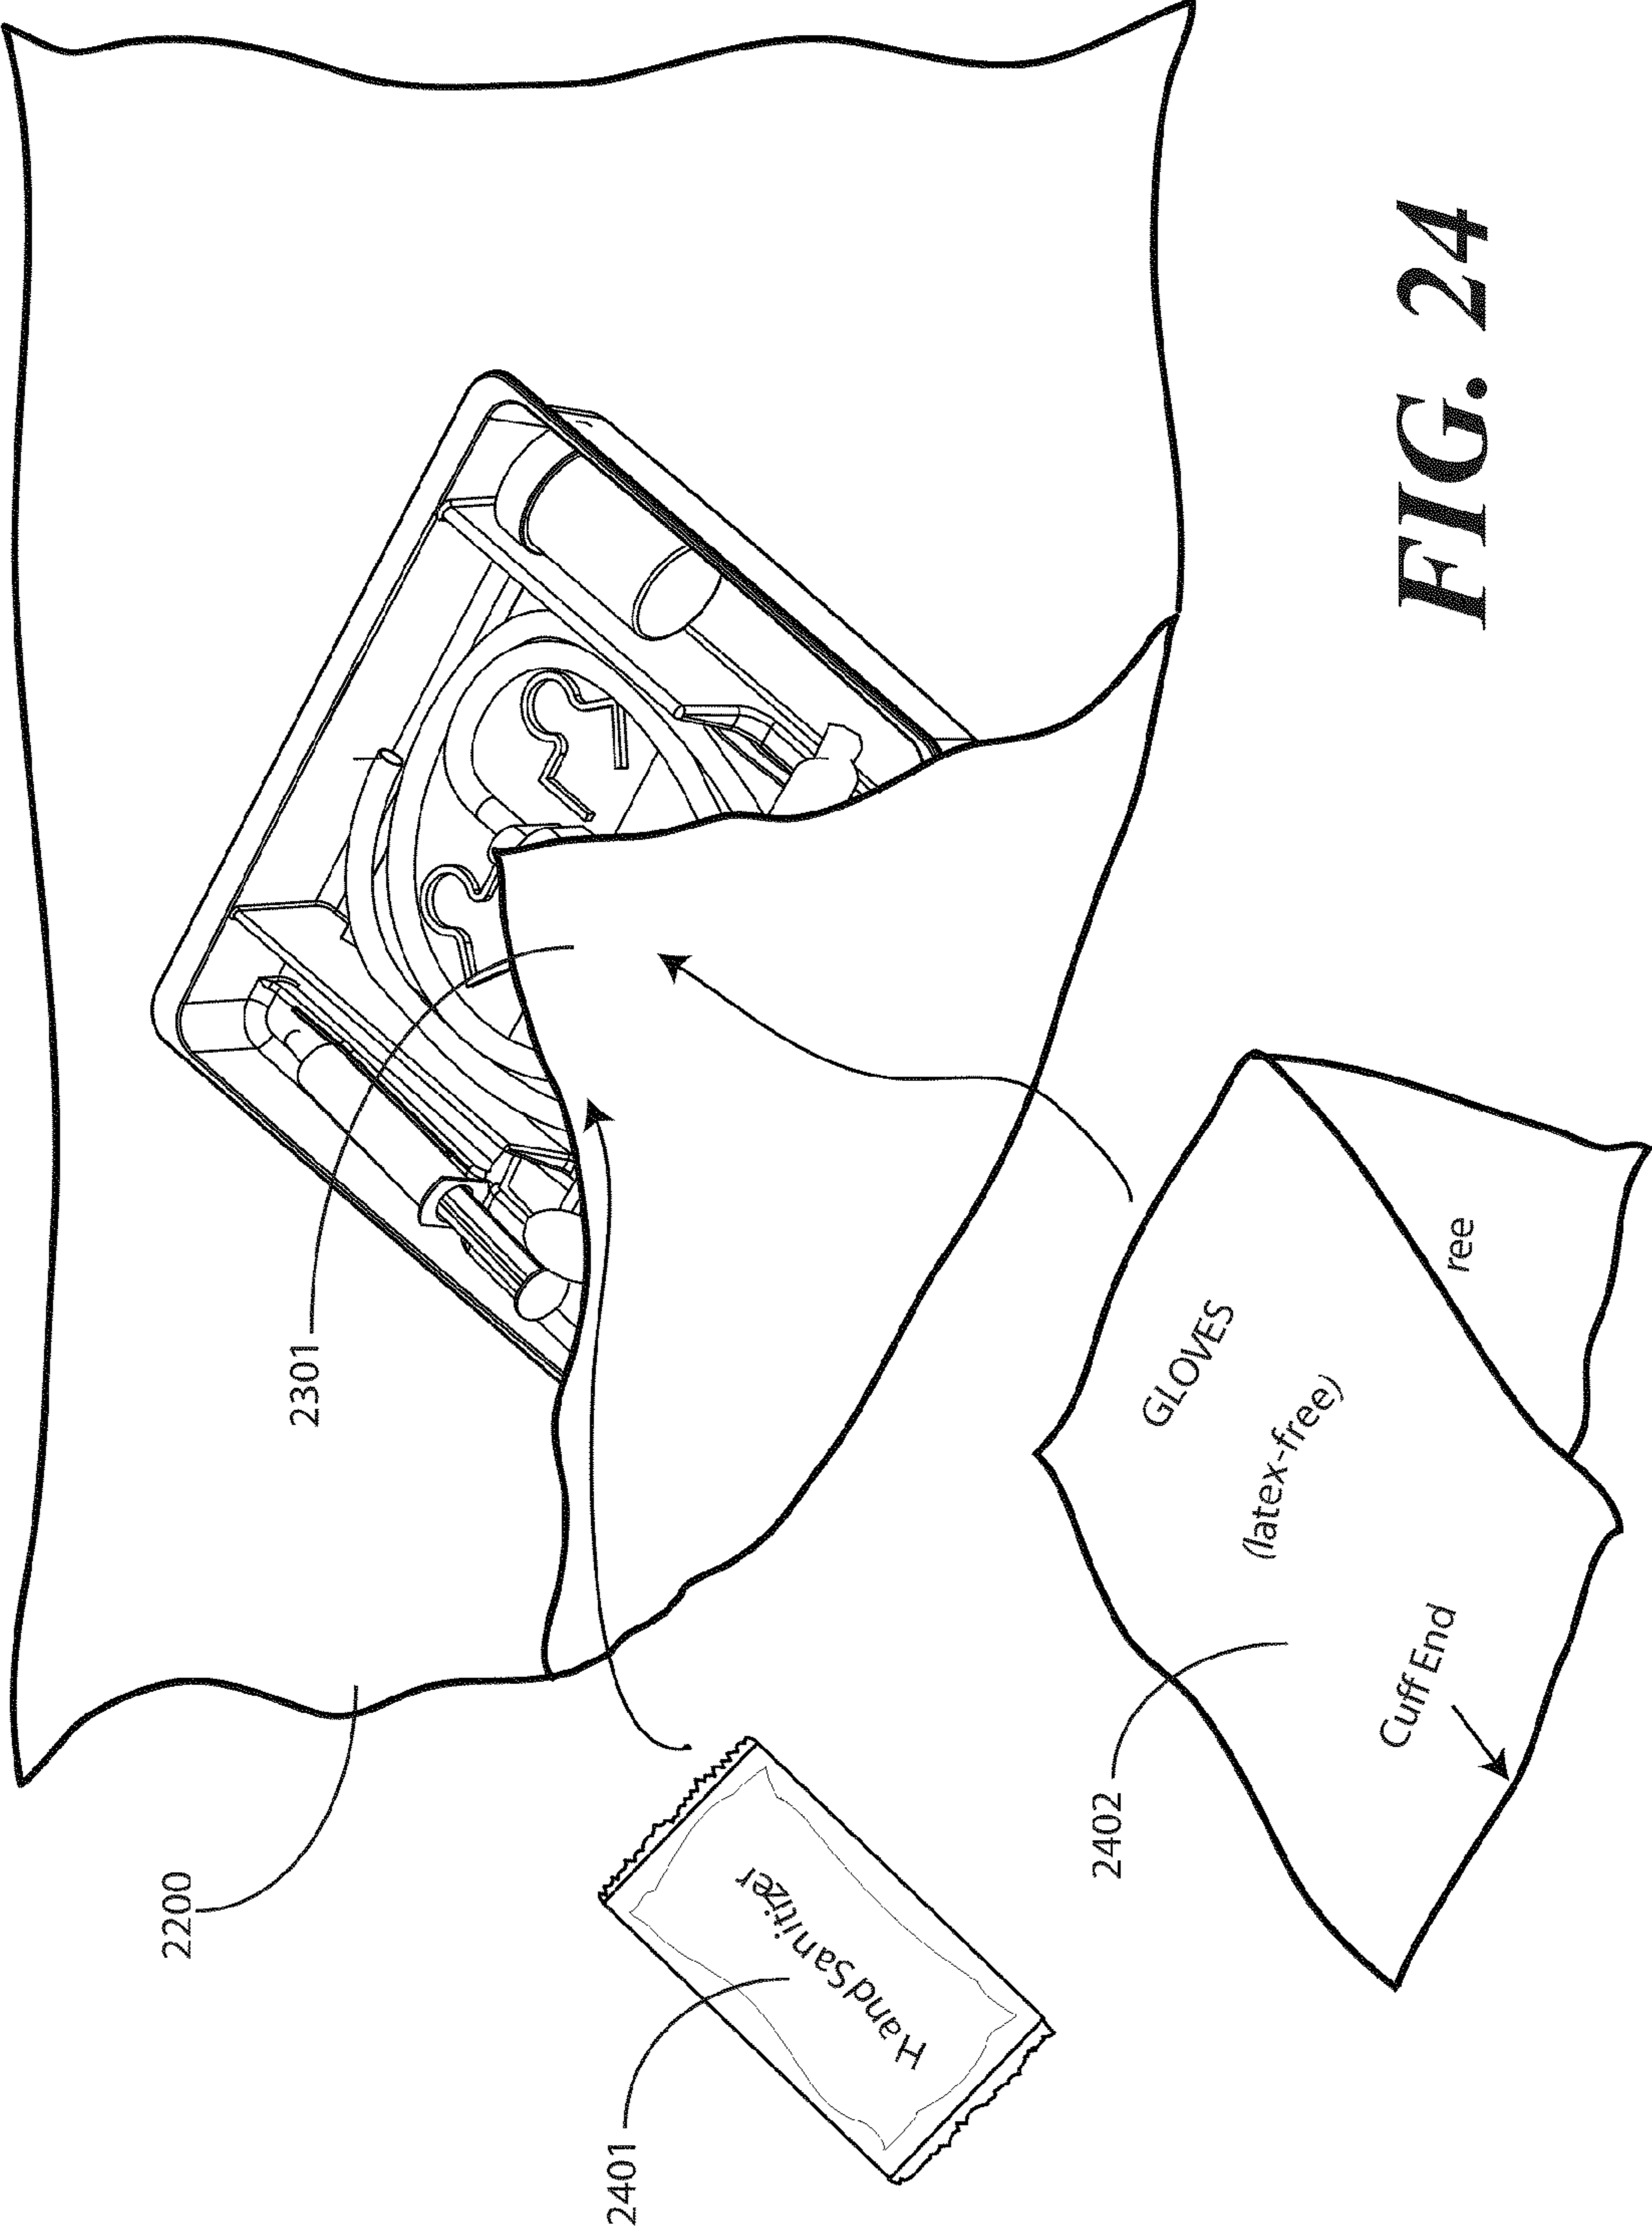 2200
2301
2401
Hand Sanitizer
2402
GLOVES
(latex-free)
Cuff End
ree
FIG. 24